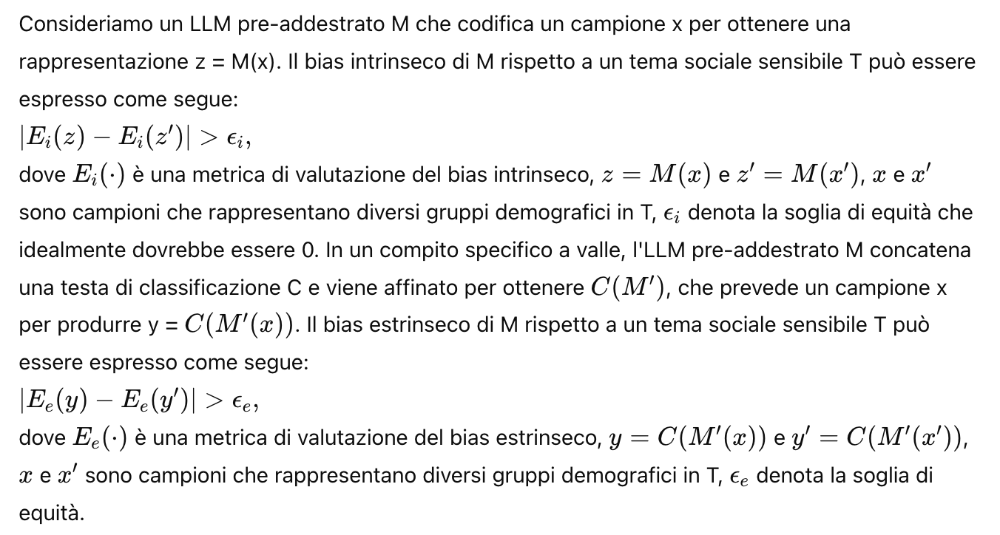 Consideriamo un LLM pre-addestrato M che codifica un campione x per ottenere una
rappresentazione z = M(x). Il bias intrinseco di M rispetto a un tema sociale sensibile T può essere
espresso come segue:
|E_i(z) − E_i(z′)| > ϵ_i,
dove E_i(·) è una metrica di valutazione del bias intrinseco, z = M(x) e z′ = M(x′), x e x′
sono campioni che rappresentano diversi gruppi demografici in T, ϵ_i denota la soglia di equità che
idealmente dovrebbe essere 0. In un compito specifico a valle, l'LLM pre-addestrato M concatena
una testa di classificazione C e viene affinato per ottenere C(M′), che prevede un campione x
per produrre y = C(M′(x)). Il bias estrinseco di M rispetto a un tema sociale sensibile T può
essere espresso come segue:
|E_e(y) − E_e(y′)| > ϵ_e,
dove E_e(·) è una metrica di valutazione del bias estrinseco, y = C(M′(x)) e y′ = C(M′(x′)),
x e x′ sono campioni che rappresentano diversi gruppi demografici in T, ϵ_e denota la soglia di
equità.